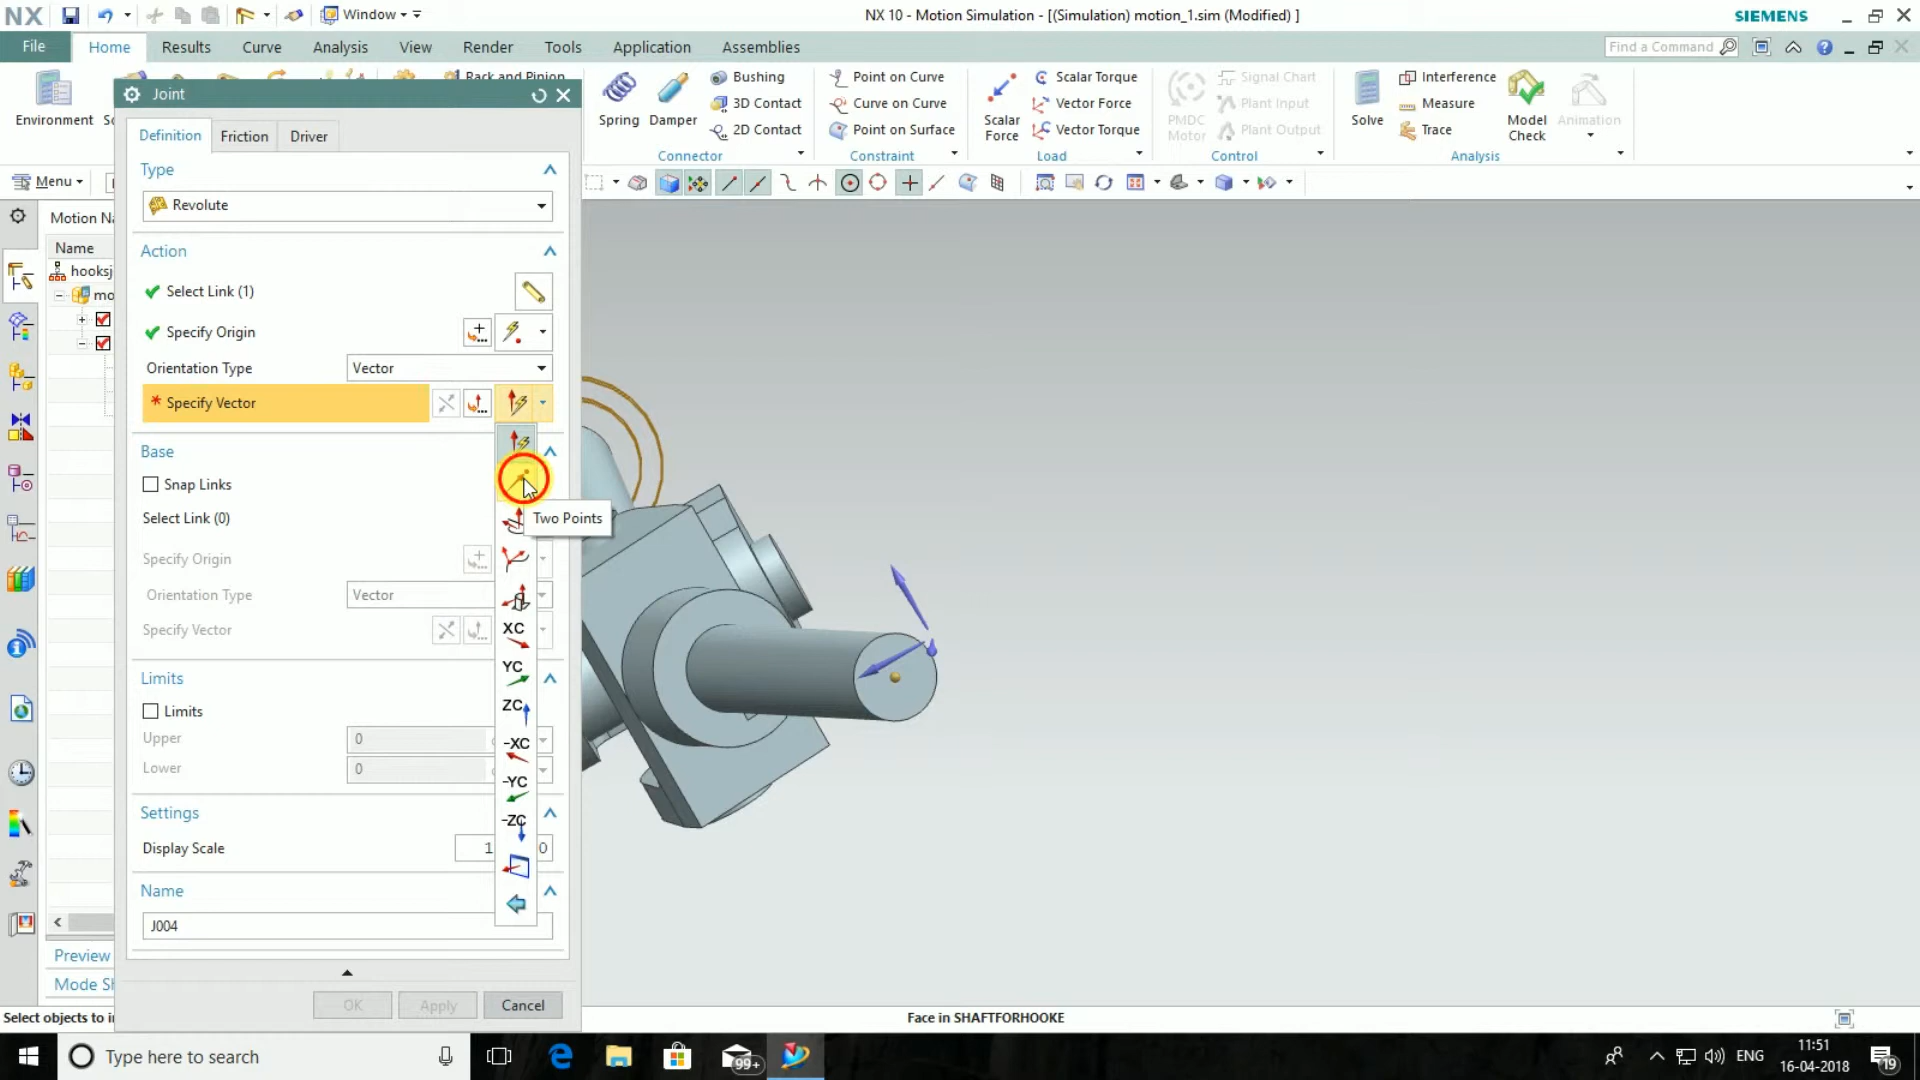 NX
Window
NX 10 - Motion Simulation - [(Simulation) motion_1.sim (Modified) ]
SIEMENS
File
Home
Results
Curve
Analysis
View
Render
Tools
Application
Assemblies
Find a Command
Environment
Rack and Pinion
Spring
Damper
Bushing
3D Contact
2D Contact
Connector
Point on Curve
Curve on Curve
Point on Surface
Constraint
Scalar Force
Scalar Torque
Vector Force
Vector Torque
Load
PMDC Motor
Signal Chart
Plant Input
Plant Output
Control
Solve
Interference
Measure
Trace
Model Check
Animation
Analysis
Menu
Motion Na
Name
hooksj
mo
Preview
Mode Sh
Joint
Definition
Friction
Driver
Type
Revolute
Action
Select Link (1)
Specify Origin
Orientation Type
Vector
* Specify Vector
Base
Snap Links
Select Link (0)
Specify Origin
Orientation Type
Vector
Specify Vector
Two Points
XC
YC
ZC
-XC
-YC
-ZC
Limits
Limits
Upper
0
Lower
0
Settings
Display Scale
1
0
Name
J004
OK
Apply
Cancel
Select objects to in
Face in SHAFTFORHOOKE
Type here to search
99+
ENG
11:51
16-04-2018
19